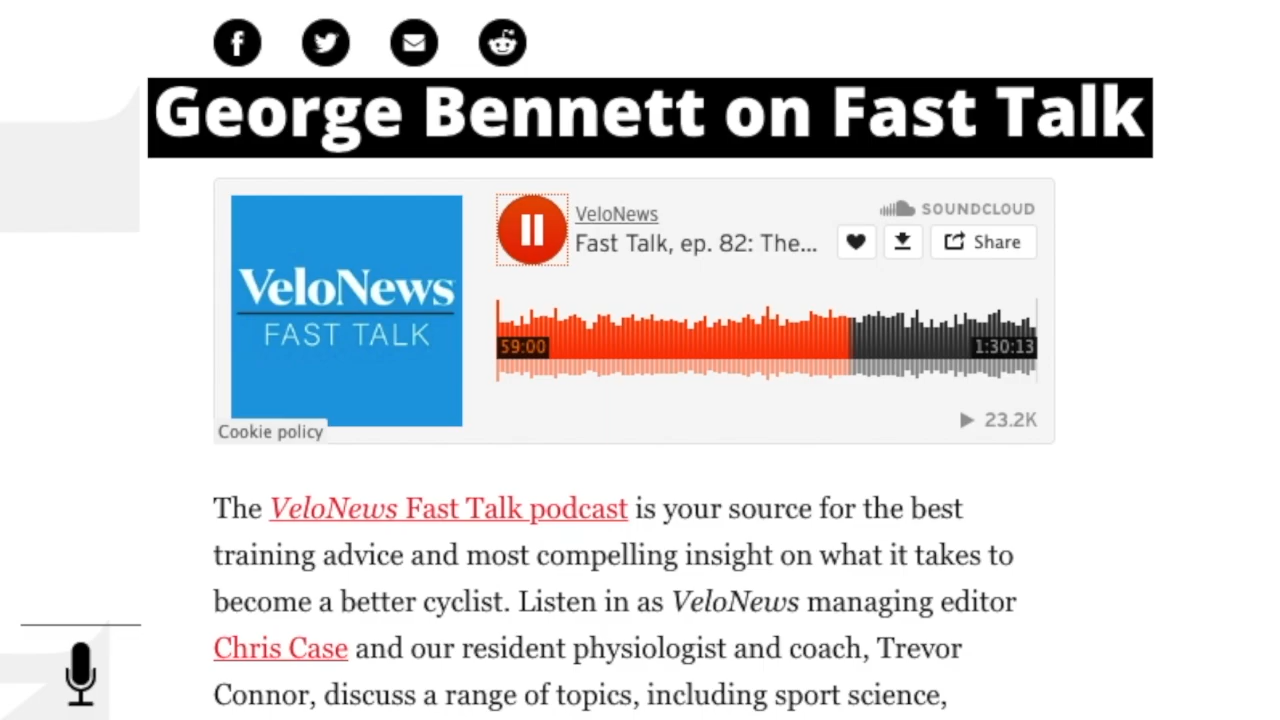 George Bennett on Fast Talk
VeloNews
FAST TALK
VeloNews
Fast Talk, ep. 82: The...
SOUNDCLOUD
Share
59:00
1:30:13
23.2K
Cookie policy
The VeloNews Fast Talk podcast is your source for the best
training advice and most compelling insight on what it takes to
become a better cyclist. Listen in as VeloNews managing editor
Chris Case and our resident physiologist and coach, Trevor
Connor, discuss a range of topics, including sport science,